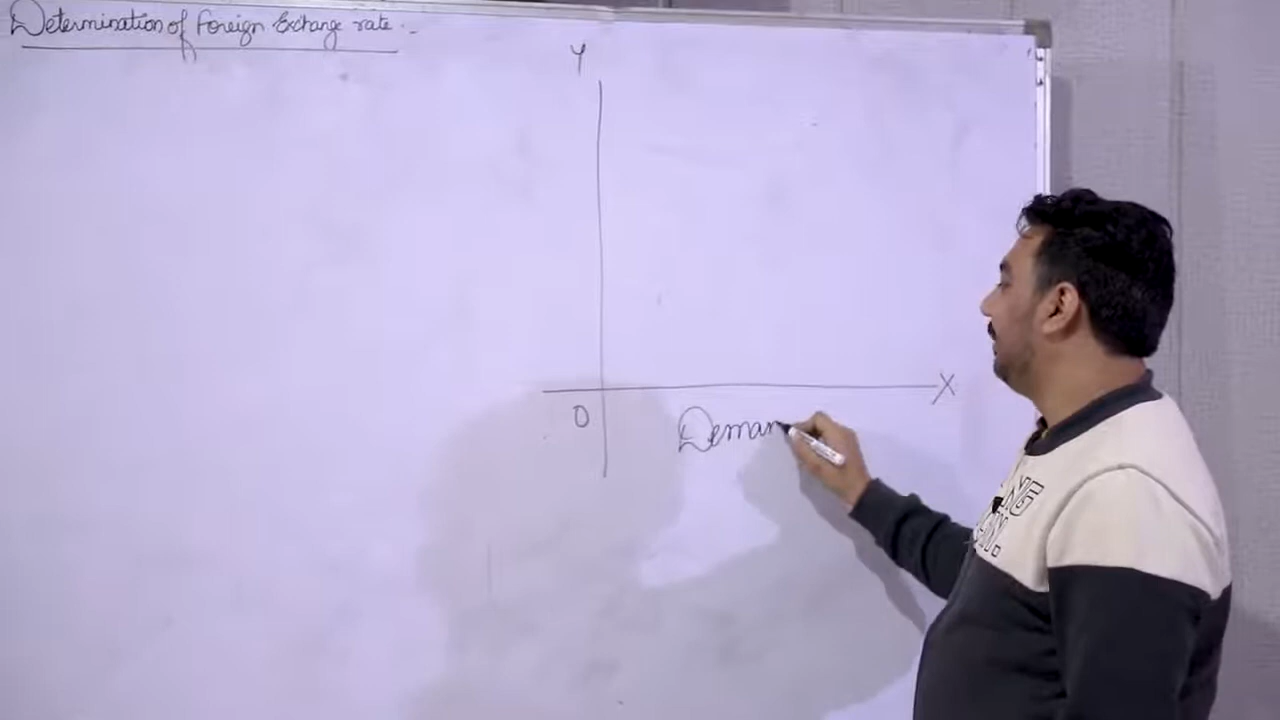 Determination of Foreign Exchange rate.
Y
X
O
Deman